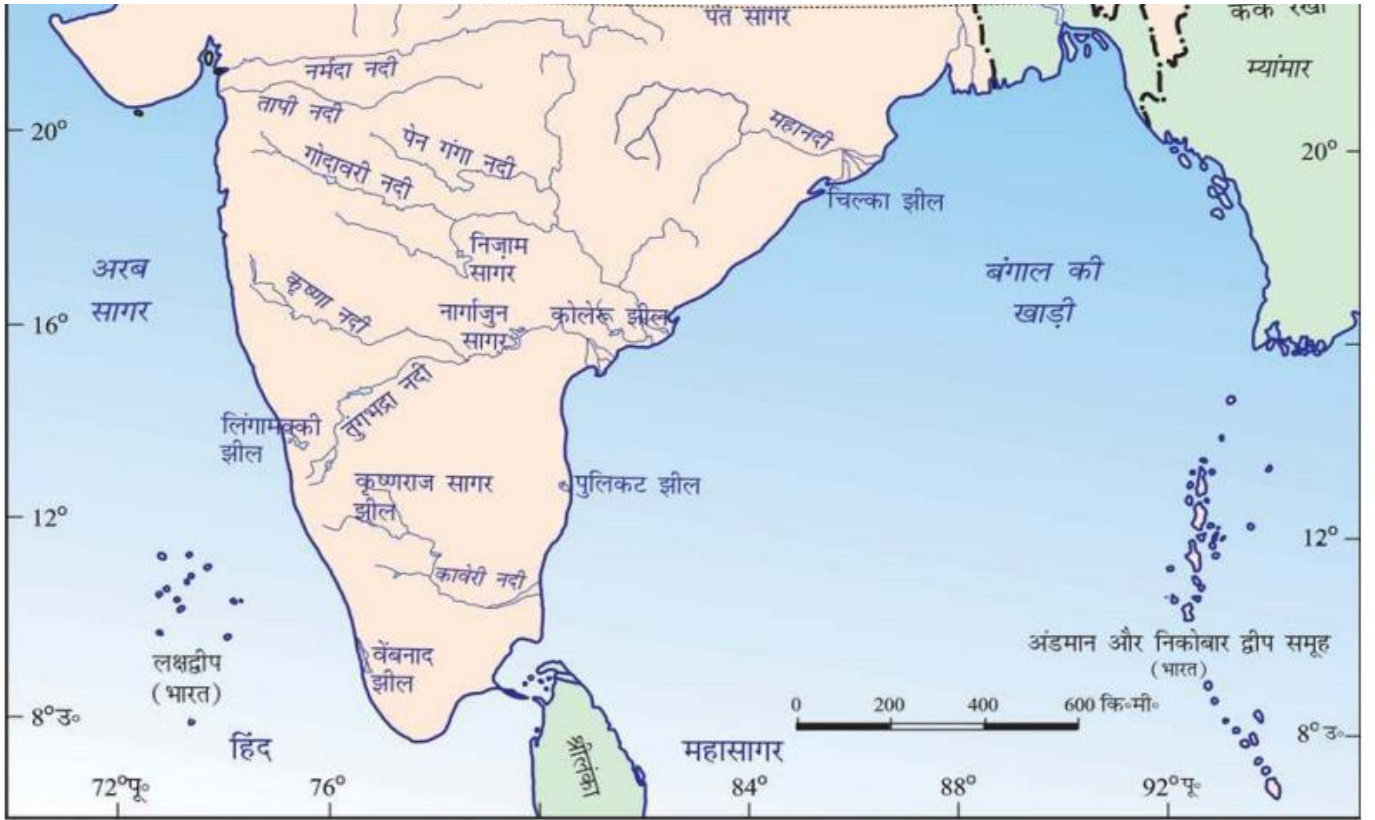 पंत सागर
कर्क रेखा
म्यांमार
नर्मदा नदी
तापी नदी
महानदी
20°
पेन गंगा नदी
गोदावरी नदी
20°
चिल्का झील
निज़ाम
सागर
अरब
सागर
बंगाल की
खाड़ी
कृष्णा नदी
नार्गाजुन
सागर
कोलेरू झील
16°
तुंगभद्रा नदी
लिंगामक्की
झील
कृष्णराज सागर
झील
पुलिकट झील
12°
12°
कावेरी नदी
अंडमान और निकोबार द्वीप समूह
(भारत)
वेंबनाद
झील
लक्षद्वीप
(भारत)
0 200 400 600 कि॰मी॰
8°उ॰
8°उ॰
हिंद महासागर
श्रीलंका
72°पू॰ 76° 84° 88° 92°पू॰